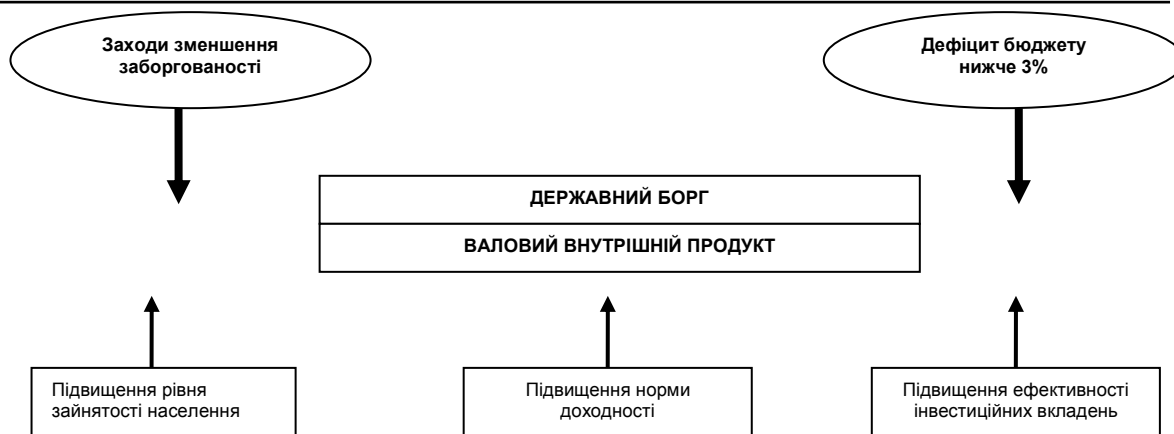 Заходи зменшення
заборгованості
Дефіцит бюджету
нижче 3%
ДЕРЖАВНИЙ БОРГ
ВАЛОВИЙ ВНУТРІШНІЙ ПРОДУКТ
Підвищення рівня
зайнятості населення
Підвищення норми
доходності
Підвищення ефективності
інвестиційних вкладень